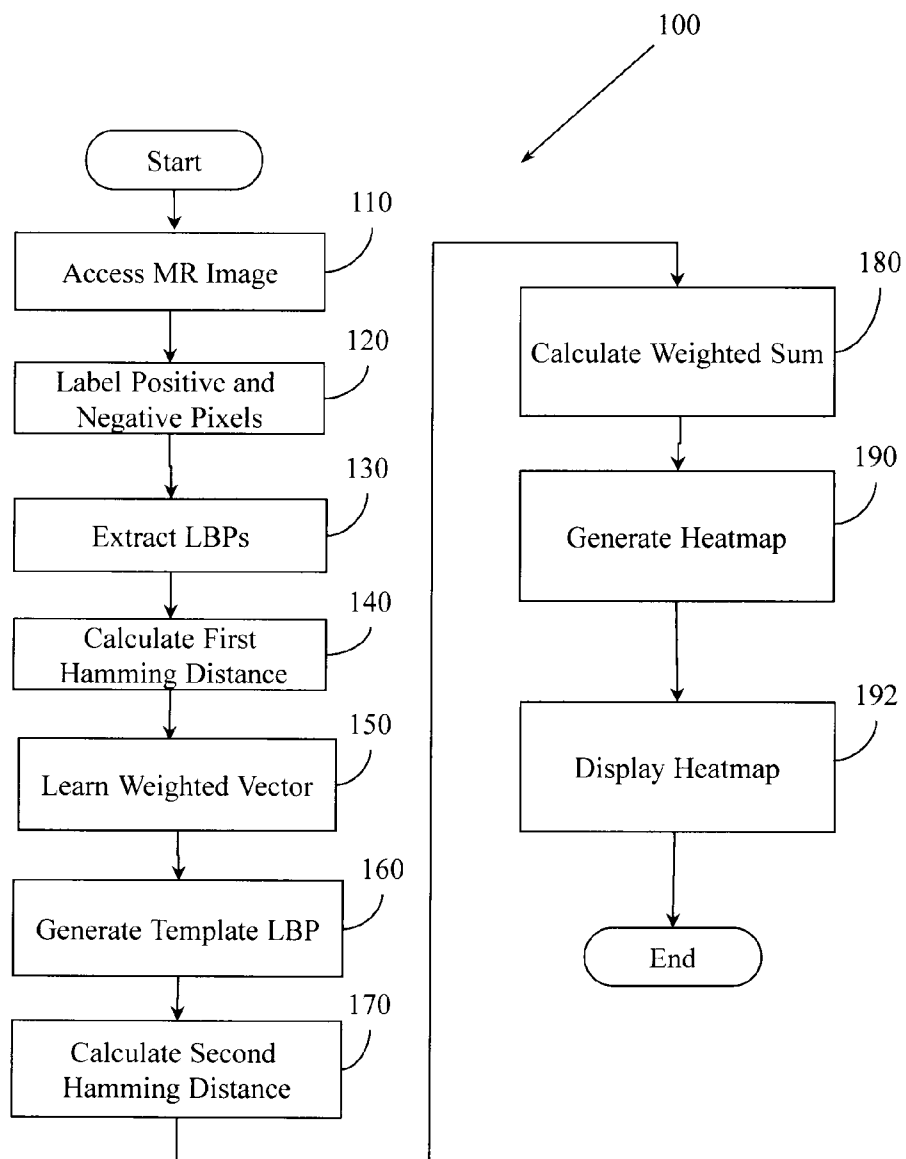 100
Start
110
Access MR Image
120
Label Positive and
Negative Pixels
130
Extract LBPs
140
Calculate First
Hamming Distance
150
Learn Weighted Vector
160
Generate Template LBP
170
Calculate Second
Hamming Distance
180
Calculate Weighted Sum
190
Generate Heatmap
192
Display Heatmap
End